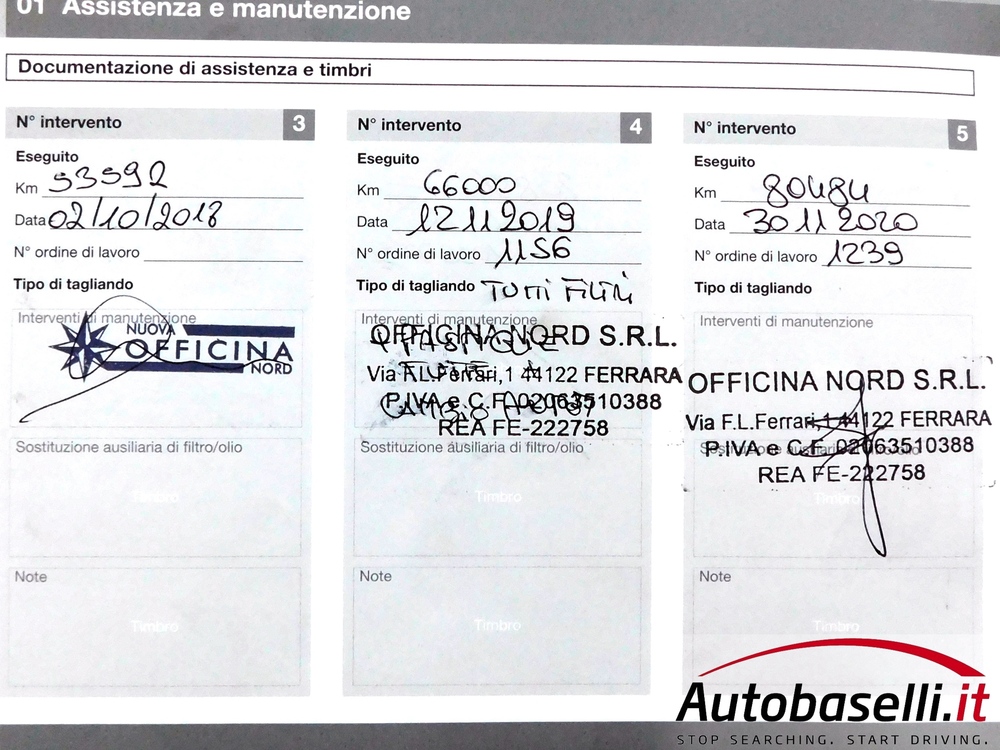 01 Assistenza e manutenzione
Documentazione di assistenza e timbri
N° intervento 3
Eseguito
Km 53592
Data 02/10/2018
N° ordine di lavoro
Tipo di tagliando
Interventi di manutenzione
NUOVA
OFFICINA
NORD
Sostituzione ausiliaria di filtro/olio
Timbro
Note
Timbro
N° intervento 4
Eseguito
Km 66000
Data 12 11 2019
N° ordine di lavoro 1156
Tipo di tagliando TUTTI FILTRI
Interventi di manutenzione
OFFICINA NORD S.R.L.
Via F.L.Ferrari,1 44122 FERRARA
P.IVA e C.F. 02063510388
REA FE-222758
Sostituzione ausiliaria di filtro/olio
Timbro
Note
Timbro
N° intervento 5
Eseguito
Km 80484
Data 30 11 2020
N° ordine di lavoro 1239
Tipo di tagliando
Interventi di manutenzione
OFFICINA NORD S.R.L.
Via F.L.Ferrari,1 44122 FERRARA
P.IVA e C.F. 02063510388
Sostituzione ausiliaria di filtro/olio
REA FE-222758
Timbro
Note
Timbro
Autobaselli.it
STOP SEARCHING. START DRIVING.